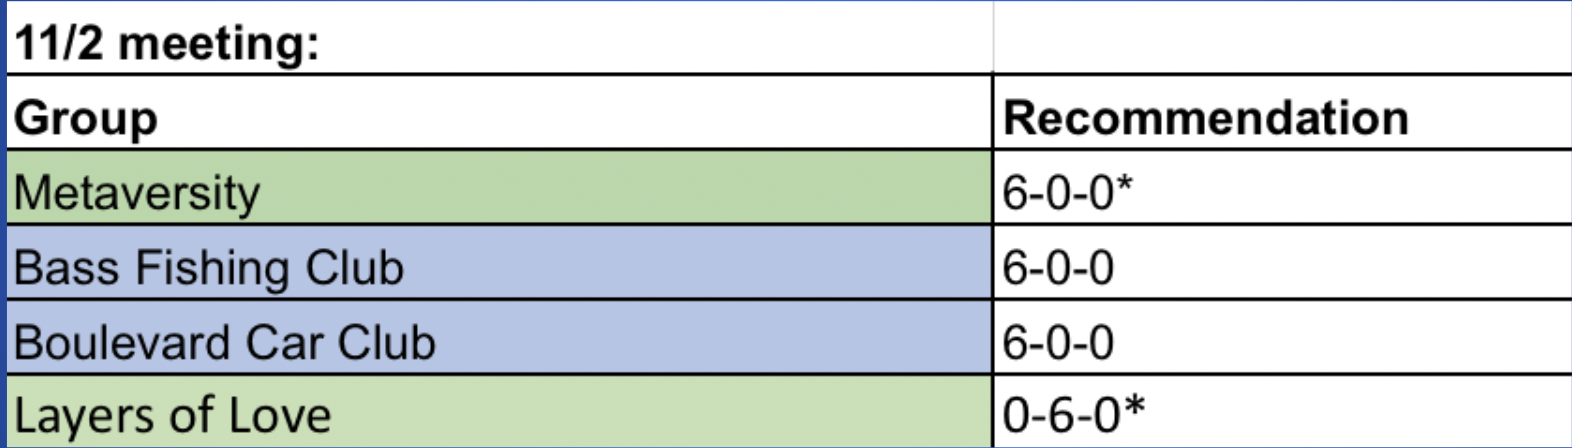 11/2 meeting:
Group Recommendation
Metaversity 6-0-0*
Bass Fishing Club 6-0-0
Boulevard Car Club 6-0-0
Layers of Love 0-6-0*